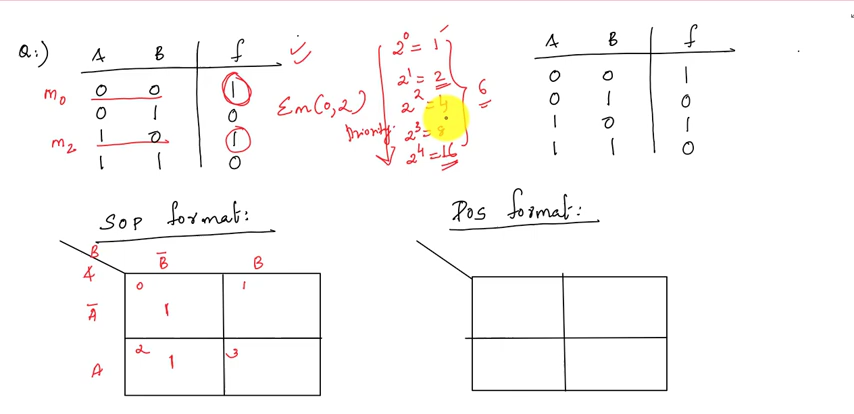 Q:) A B f ✓
m₀ 0 0 1
0 1 0
m₂ 1 0 1
1 1 0
Σm(0,2)
Priority
2⁰ = 1
2¹ = 2
2² = 4
2³ = 8
2⁴ = 16
6
A B f
0 0 1
0 1 0
1 0 1
1 1 0
SOP format:
B B̅ B
A
A̅ 0 1 1
A 2 1 3
POS format: